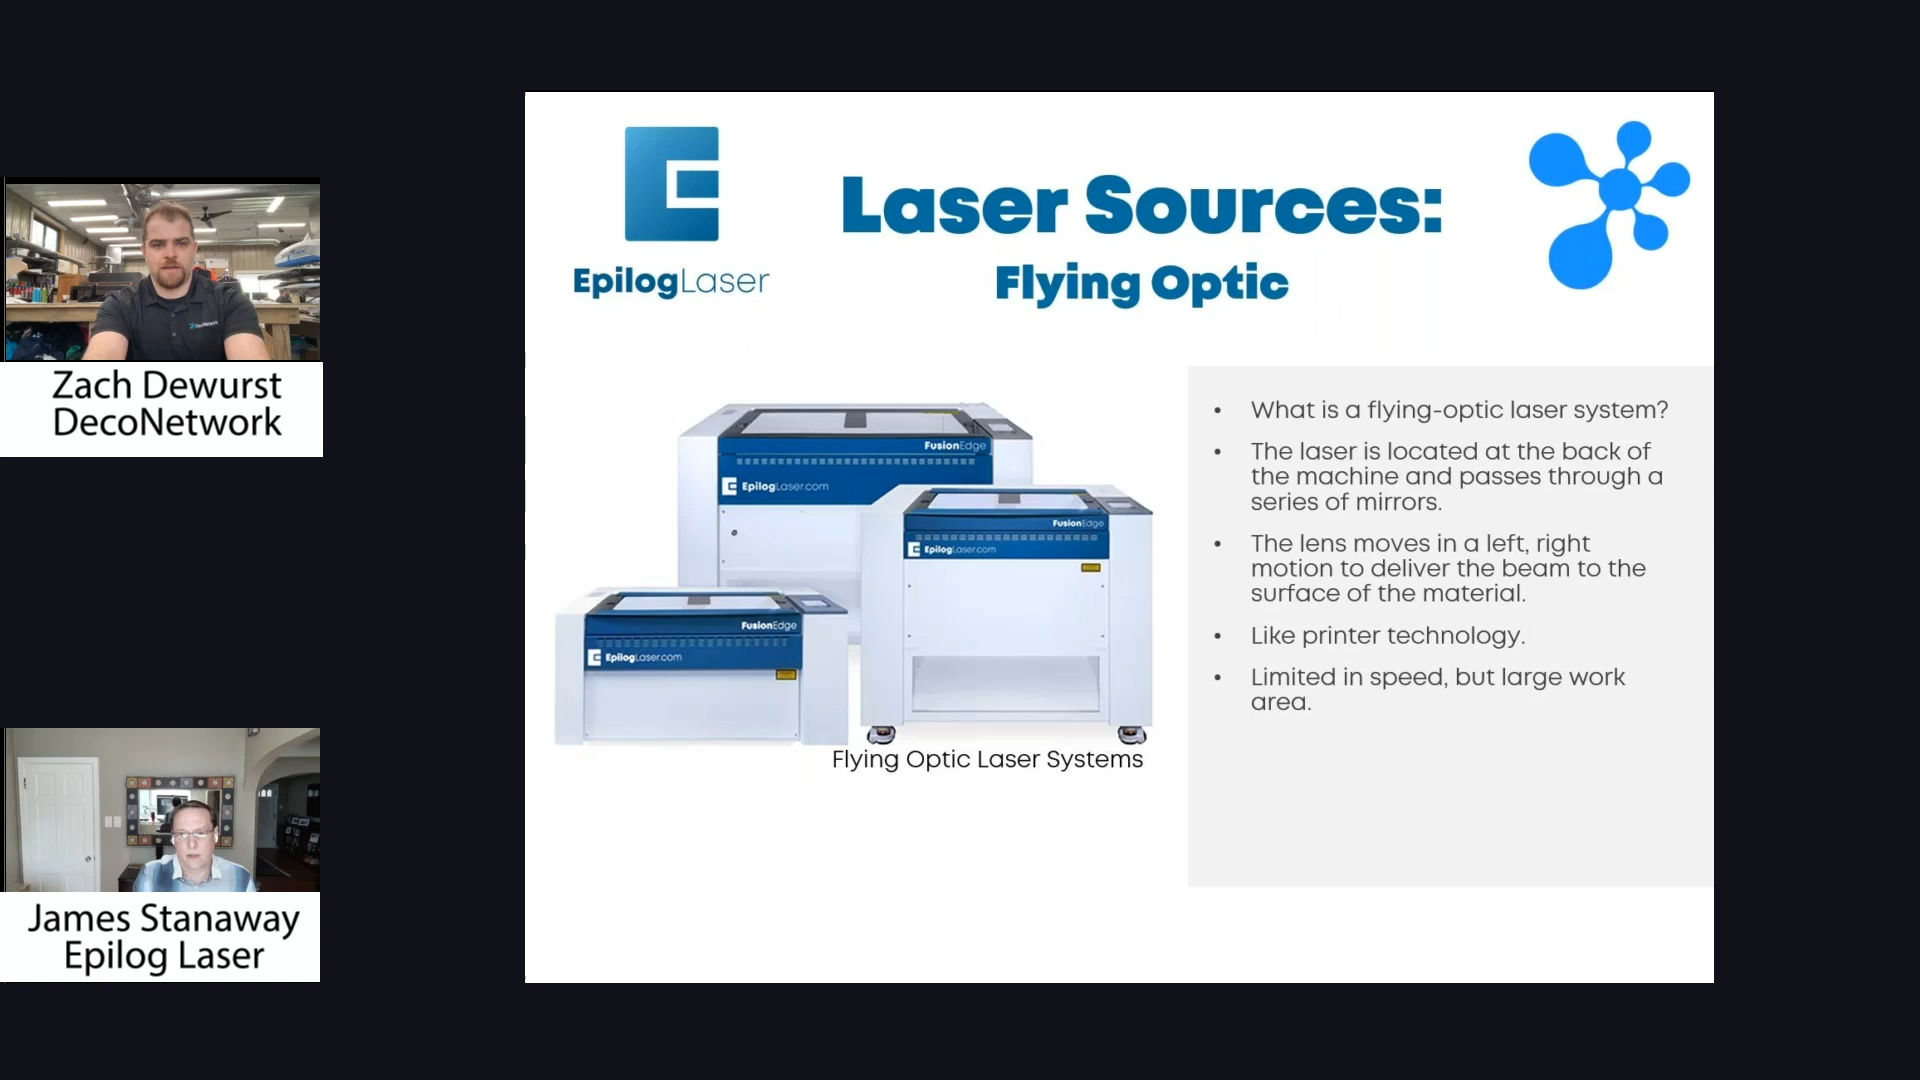 Zach Dewurst
DecoNetwork
James Stanaway
Epilog Laser
EpilogLaser
Laser Sources:
Flying Optic
FusionEdge
EpilogLaser.com
FusionEdge
EpilogLaser.com
FusionEdge
EpilogLaser.com
Flying Optic Laser Systems
• What is a flying-optic laser system?
• The laser is located at the back of
the machine and passes through a
series of mirrors.
• The lens moves in a left, right
motion to deliver the beam to the
surface of the material.
• Like printer technology.
• Limited in speed, but large work
area.